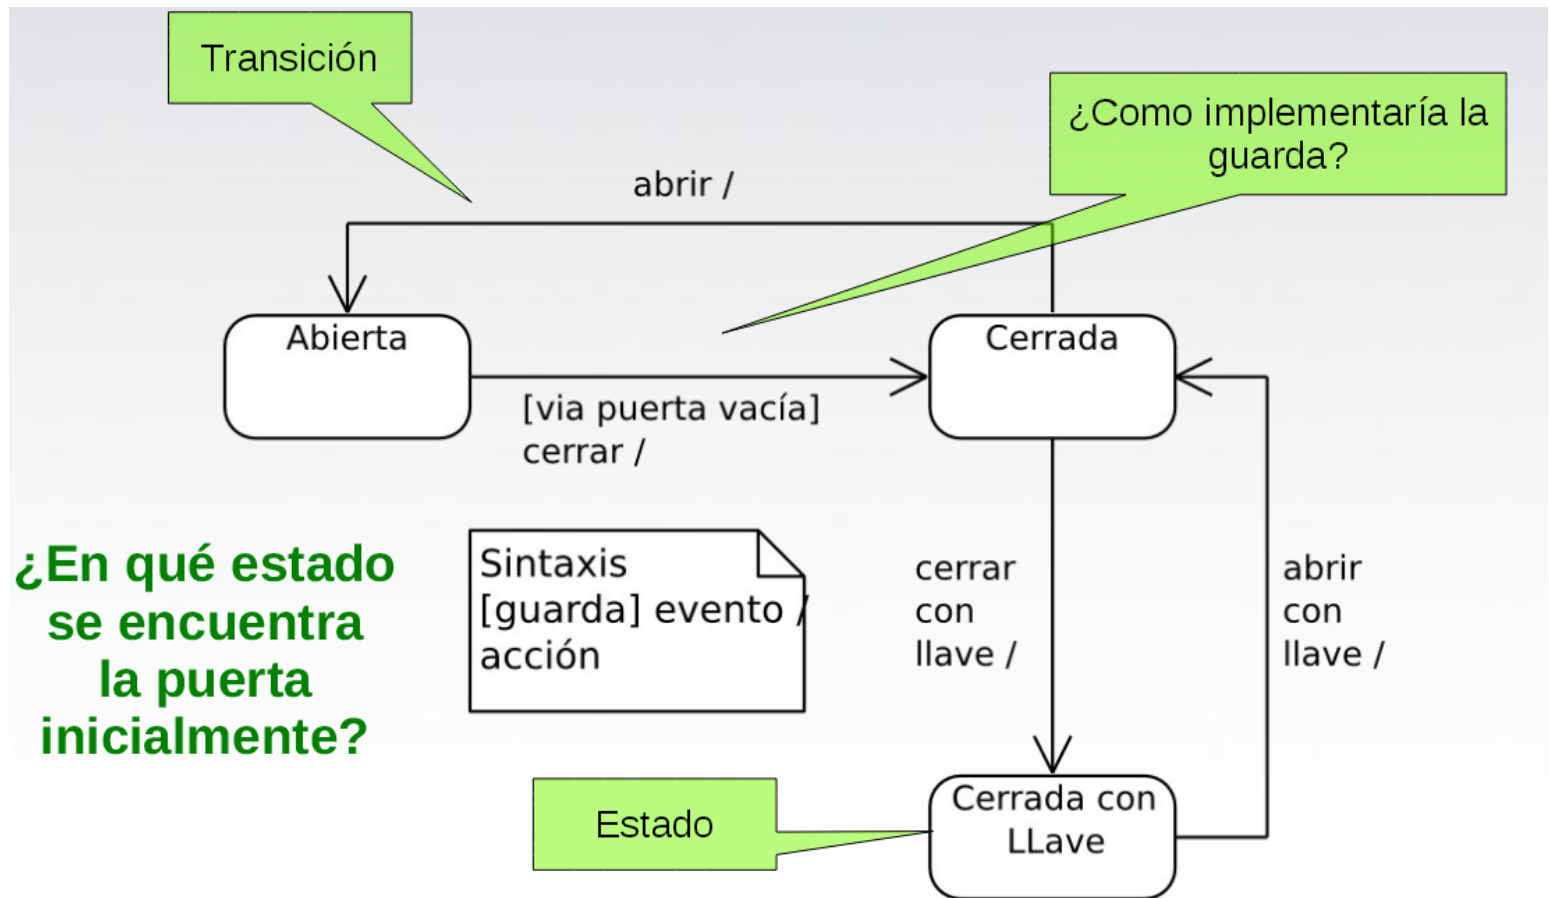 Transición
¿Como implementaría la
guarda?
abrir /
Abierta
Cerrada
[via puerta vacía]
cerrar /
¿En qué estado
se encuentra
la puerta
inicialmente?
Sintaxis
[guarda] evento /
acción
cerrar
con
llave /
abrir
con
llave /
Estado
Cerrada con
LLave